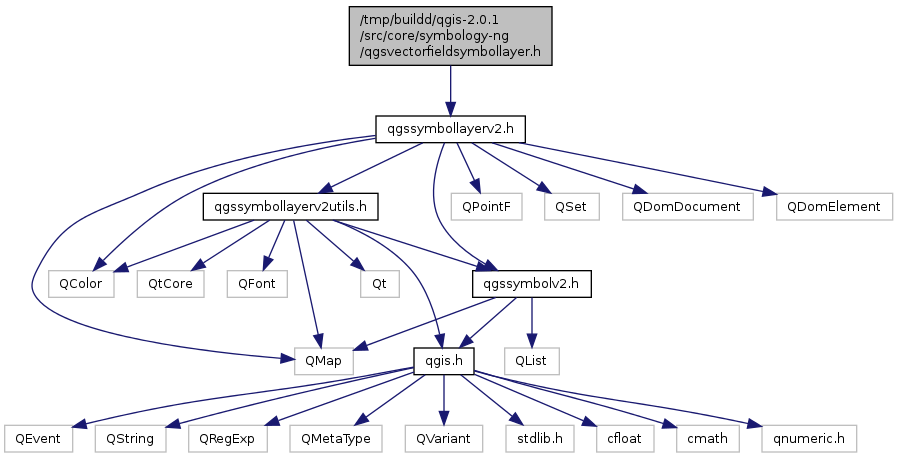 /tmp/buildd/qgis-2.0.1
/src/core/symbology-ng
/qgsvectorfieldsymbollayer.h
qgssymbollayerv2.h
qgssymbollayerv2utils.h
QPointF
QSet
QDomDocument
QDomElement
QColor
QtCore
QFont
Qt
qgssymbolv2.h
QMap
qgis.h
QList
QEvent
QString
QRegExp
QMetaType
QVariant
stdlib.h
cfloat
cmath
qnumeric.h